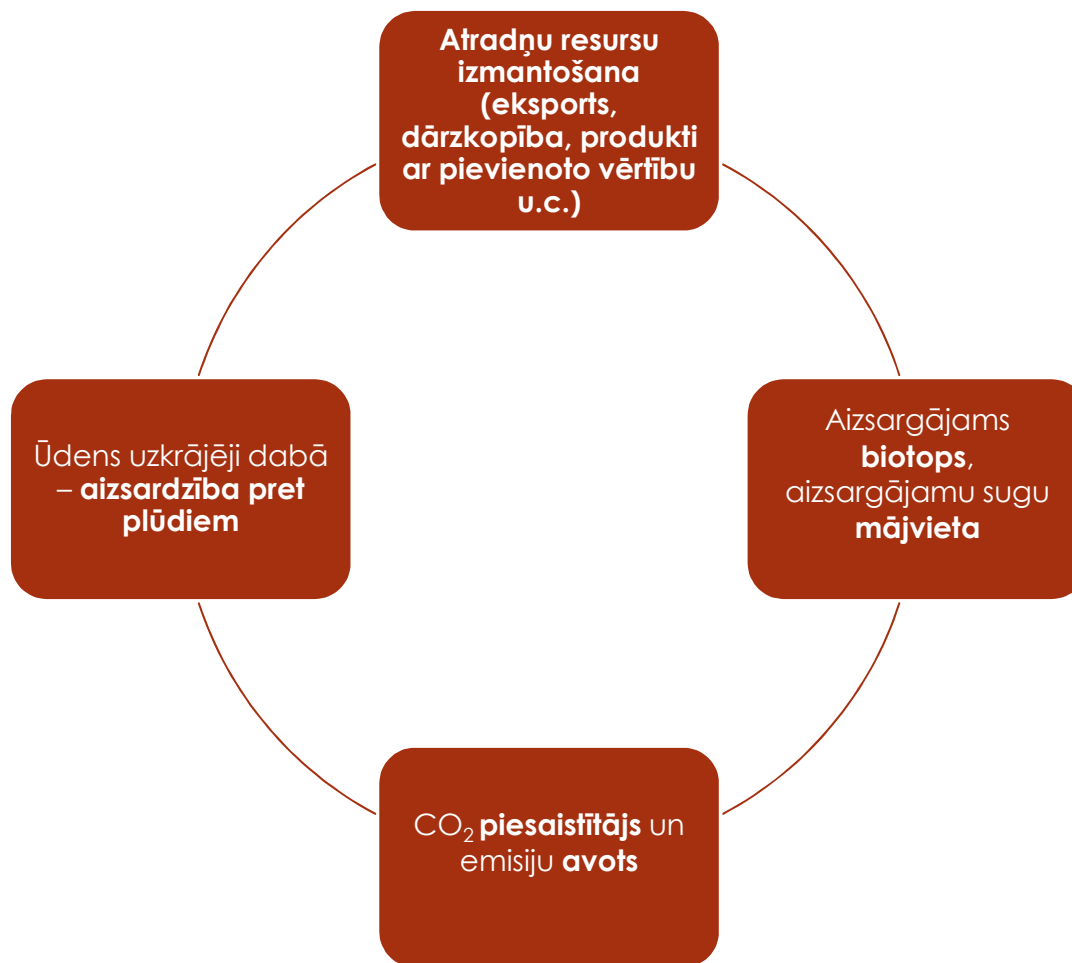 Atradņu resursu
izmantošana
(eksports,
dārzkopība, produkti
ar pievienoto vērtību
u.c.)
Ūdens uzkrājēji dabā
– aizsardzība pret
plūdiem
Aizsargājams
biotops,
aizsargājamu sugu
mājvieta
CO₂ piesaistītājs un
emisiju avots